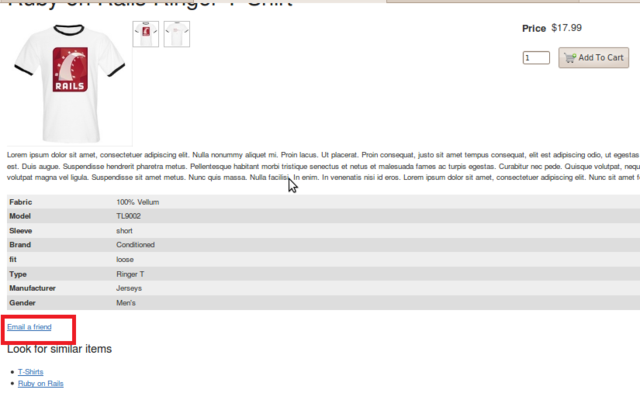 Ruby on Rails Ringer T-Shirt
Price $17.99
RAILS
1 Add To Cart
Lorem ipsum dolor sit amet, consectetuer adipiscing elit. Nulla nonummy aliquet mi. Proin lacus. Ut placerat. Proin consequat, justo sit amet tempus consequat, elit est adipiscing odio, ut egestas
est. Duis augue. Suspendisse hendrerit pharetra metus. Pellentesque habitant morbi tristique senectus et netus et malesuada fames ac turpis egestas. Curabitur nec pede. Quisque volutpat, neque
volutpat magna vel ligula. Suspendisse sit amet metus. Nunc quis massa. Nulla facilisi. In enim. In venenatis nisi id eros. Lorem ipsum dolor sit amet, consectetuer adipiscing elit. Nunc sit amet
Fabric 100% Vellum
Model TL9002
Sleeve short
Brand Conditioned
fit loose
Type Ringer T
Manufacturer Jerseys
Gender Men's
Email a friend
Look for similar items
T-Shirts
Ruby on Rails